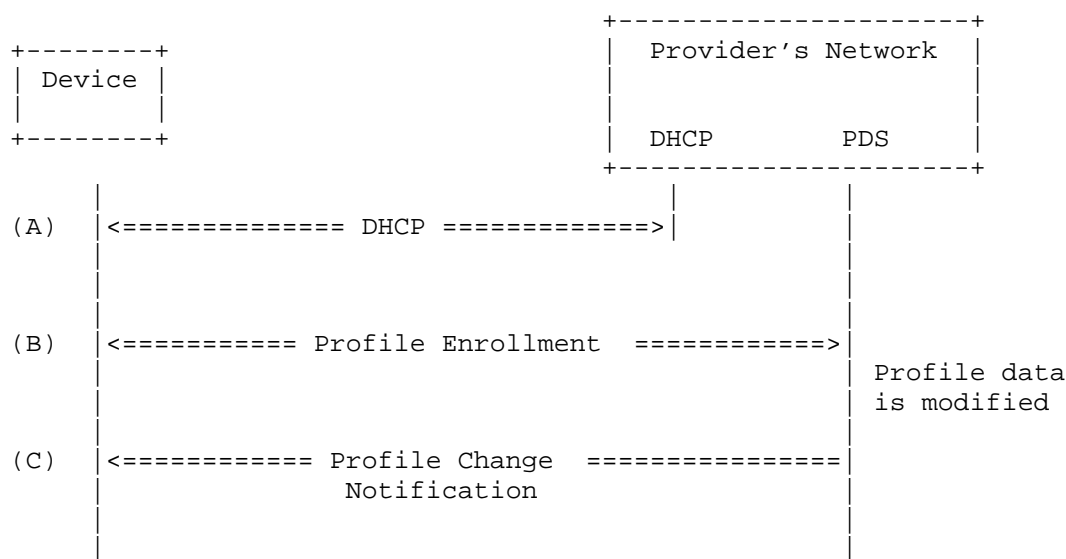 Provider's Network
Device
DHCP PDS
(A) DHCP
(B) Profile Enrollment
Profile data
is modified
(C) Profile Change
Notification